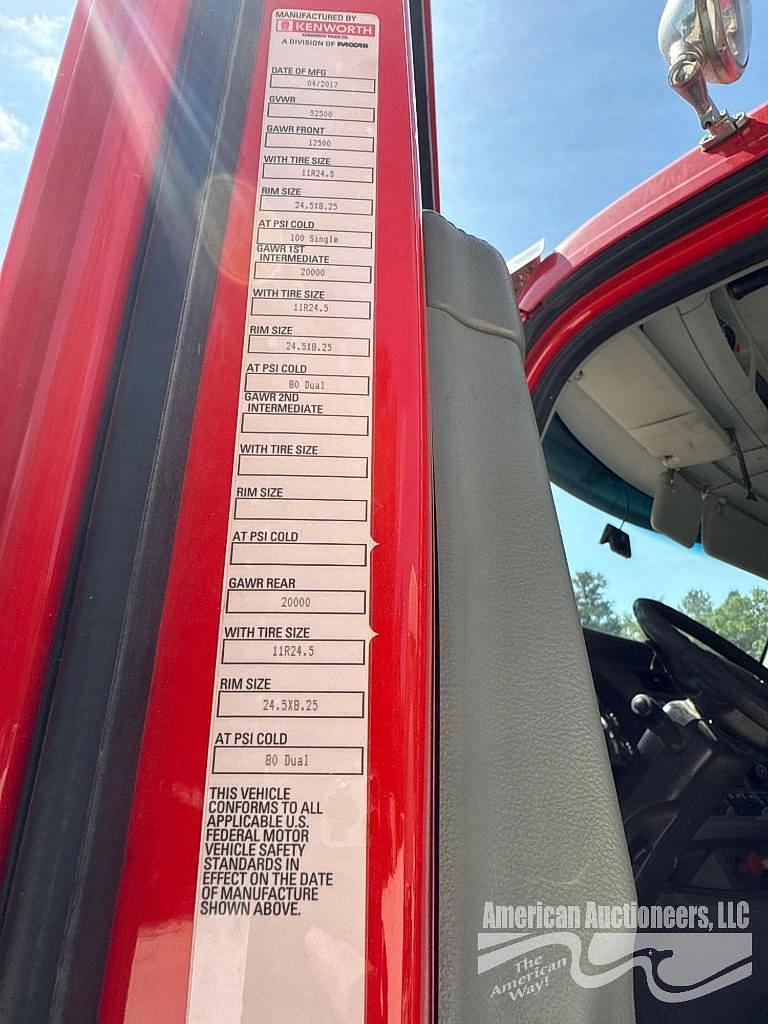 MANUFACTURED BY
KENWORTH
KENWORTH TRUCK CO.
A DIVISION OF PACCAR
DATE OF MFG
04/2017
GVWR
52500
GAWR FRONT
12500
WITH TIRE SIZE
11R24.5
RIM SIZE
24.5X8.25
AT PSI COLD
100 Single
GAWR 1ST
INTERMEDIATE
20000
WITH TIRE SIZE
11R24.5
RIM SIZE
24.5X8.25
AT PSI COLD
80 Dual
GAWR 2ND
INTERMEDIATE
WITH TIRE SIZE
RIM SIZE
AT PSI COLD
GAWR REAR
20000
WITH TIRE SIZE
11R24.5
RIM SIZE
24.5X8.25
AT PSI COLD
80 Dual
THIS VEHICLE
CONFORMS TO ALL
APPLICABLE U.S.
FEDERAL MOTOR
VEHICLE SAFETY
STANDARDS IN
EFFECT ON THE DATE
OF MANUFACTURE
SHOWN ABOVE.
American Auctioneers, LLC
The
American
Way!